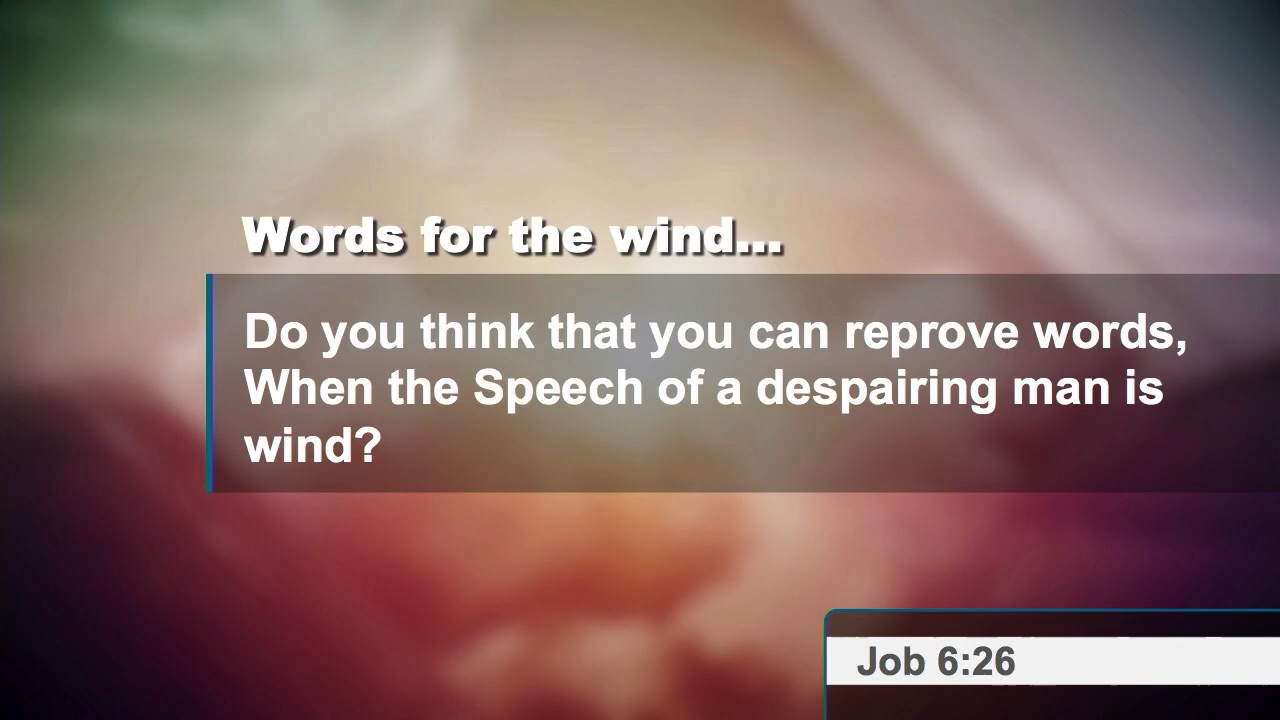 Words for the wind...
Do you think that you can reprove words,
When the Speech of a despairing man is
wind?
Job 6:26